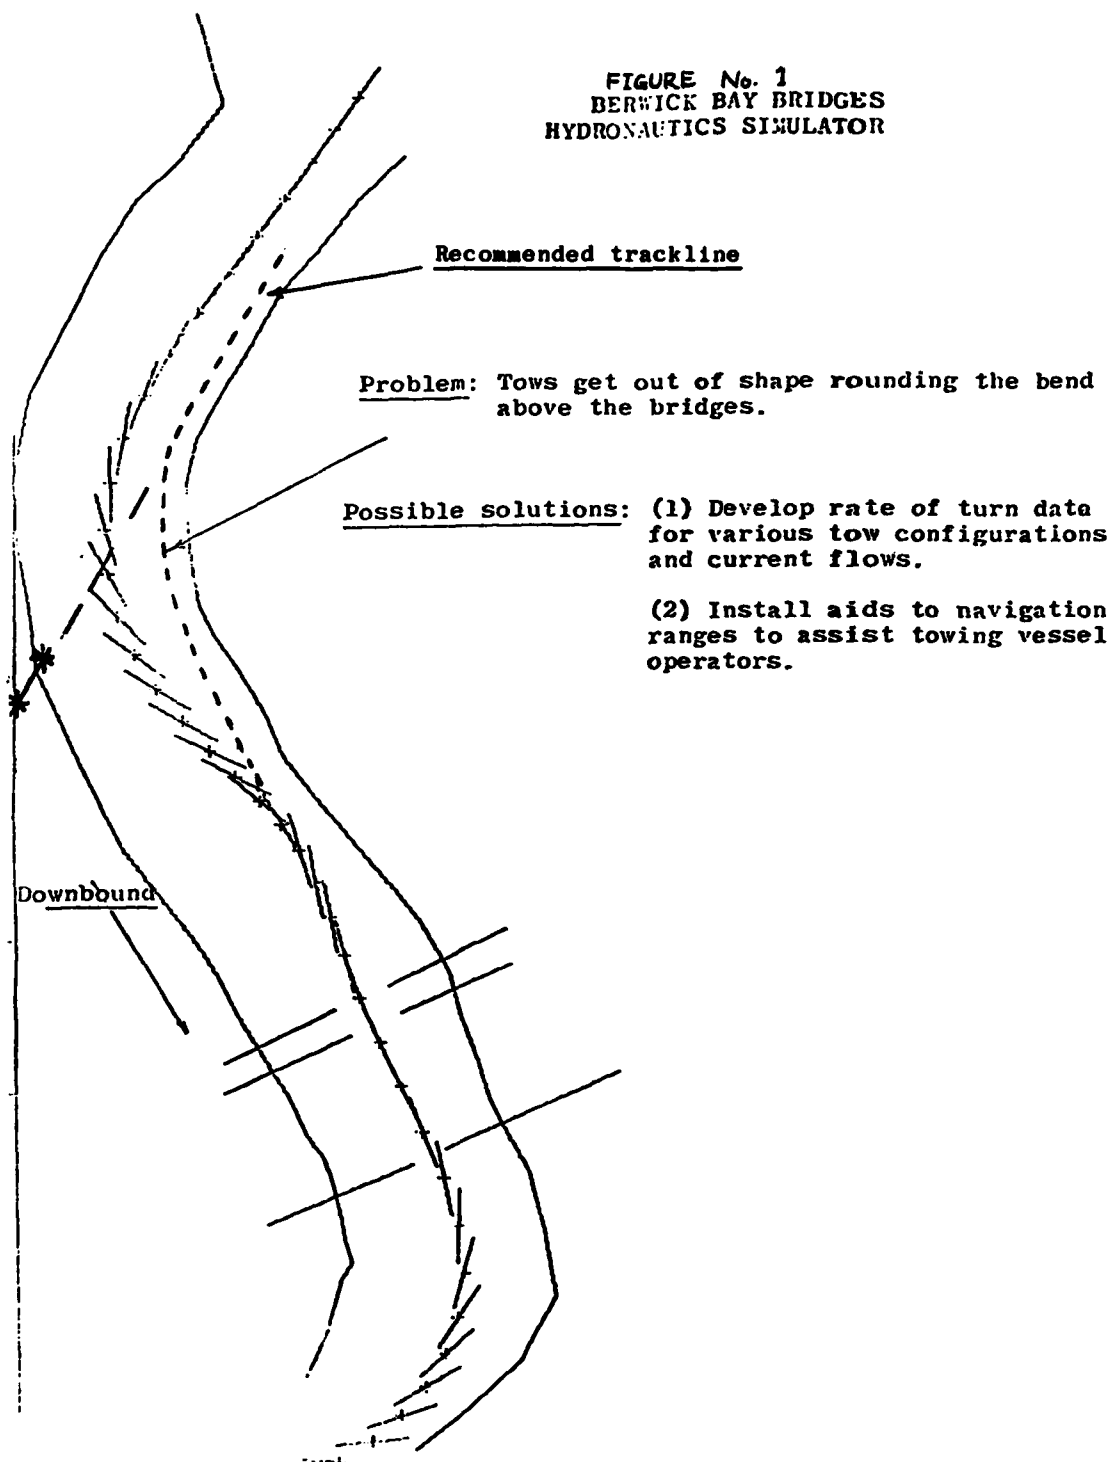 FIGURE No. 1
BERWICK BAY BRIDGES
HYDRONAUTICS SIMULATOR
Recommended trackline
Problem: Tows get out of shape rounding the bend
above the bridges.
Possible solutions: (1) Develop rate of turn data
for various tow configurations
and current flows.
(2) Install aids to navigation
ranges to assist towing vessel
operators.
Downbound